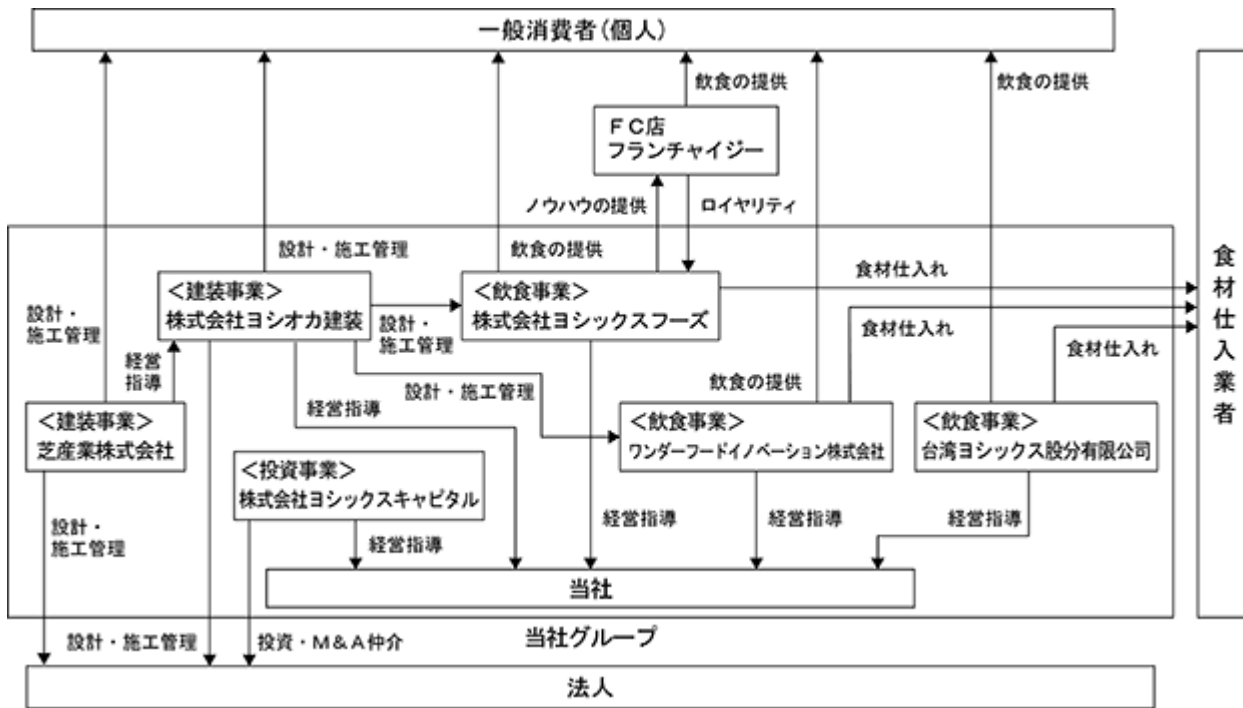 一般消費者(個人)
飲食の提供
飲食の提供
FC店
フランチャイジー
ノウハウの提供
ロイヤリティ
設計・施工管理
飲食の提供
食材仕入れ
<建装事業>
株式会社ヨシオカ建装
<飲食事業>
株式会社ヨシックスフーズ
設計・
施工管理
設計・
施工管理
食材仕入れ
食材仕入れ
経営
指導
設計・施工管理
飲食の提供
経営指導
<建装事業>
芝産業株式会社
<飲食事業>
ワンダーフードイノベーション株式会社
<飲食事業>
台湾ヨシックス股分有限公司
<投資事業>
株式会社ヨシックスキャピタル
設計・
施工管理
経営指導
経営指導
経営指導
経営指導
当社
当社グループ
設計・施工管理
投資・M&A仲介
法人
食材仕入業者